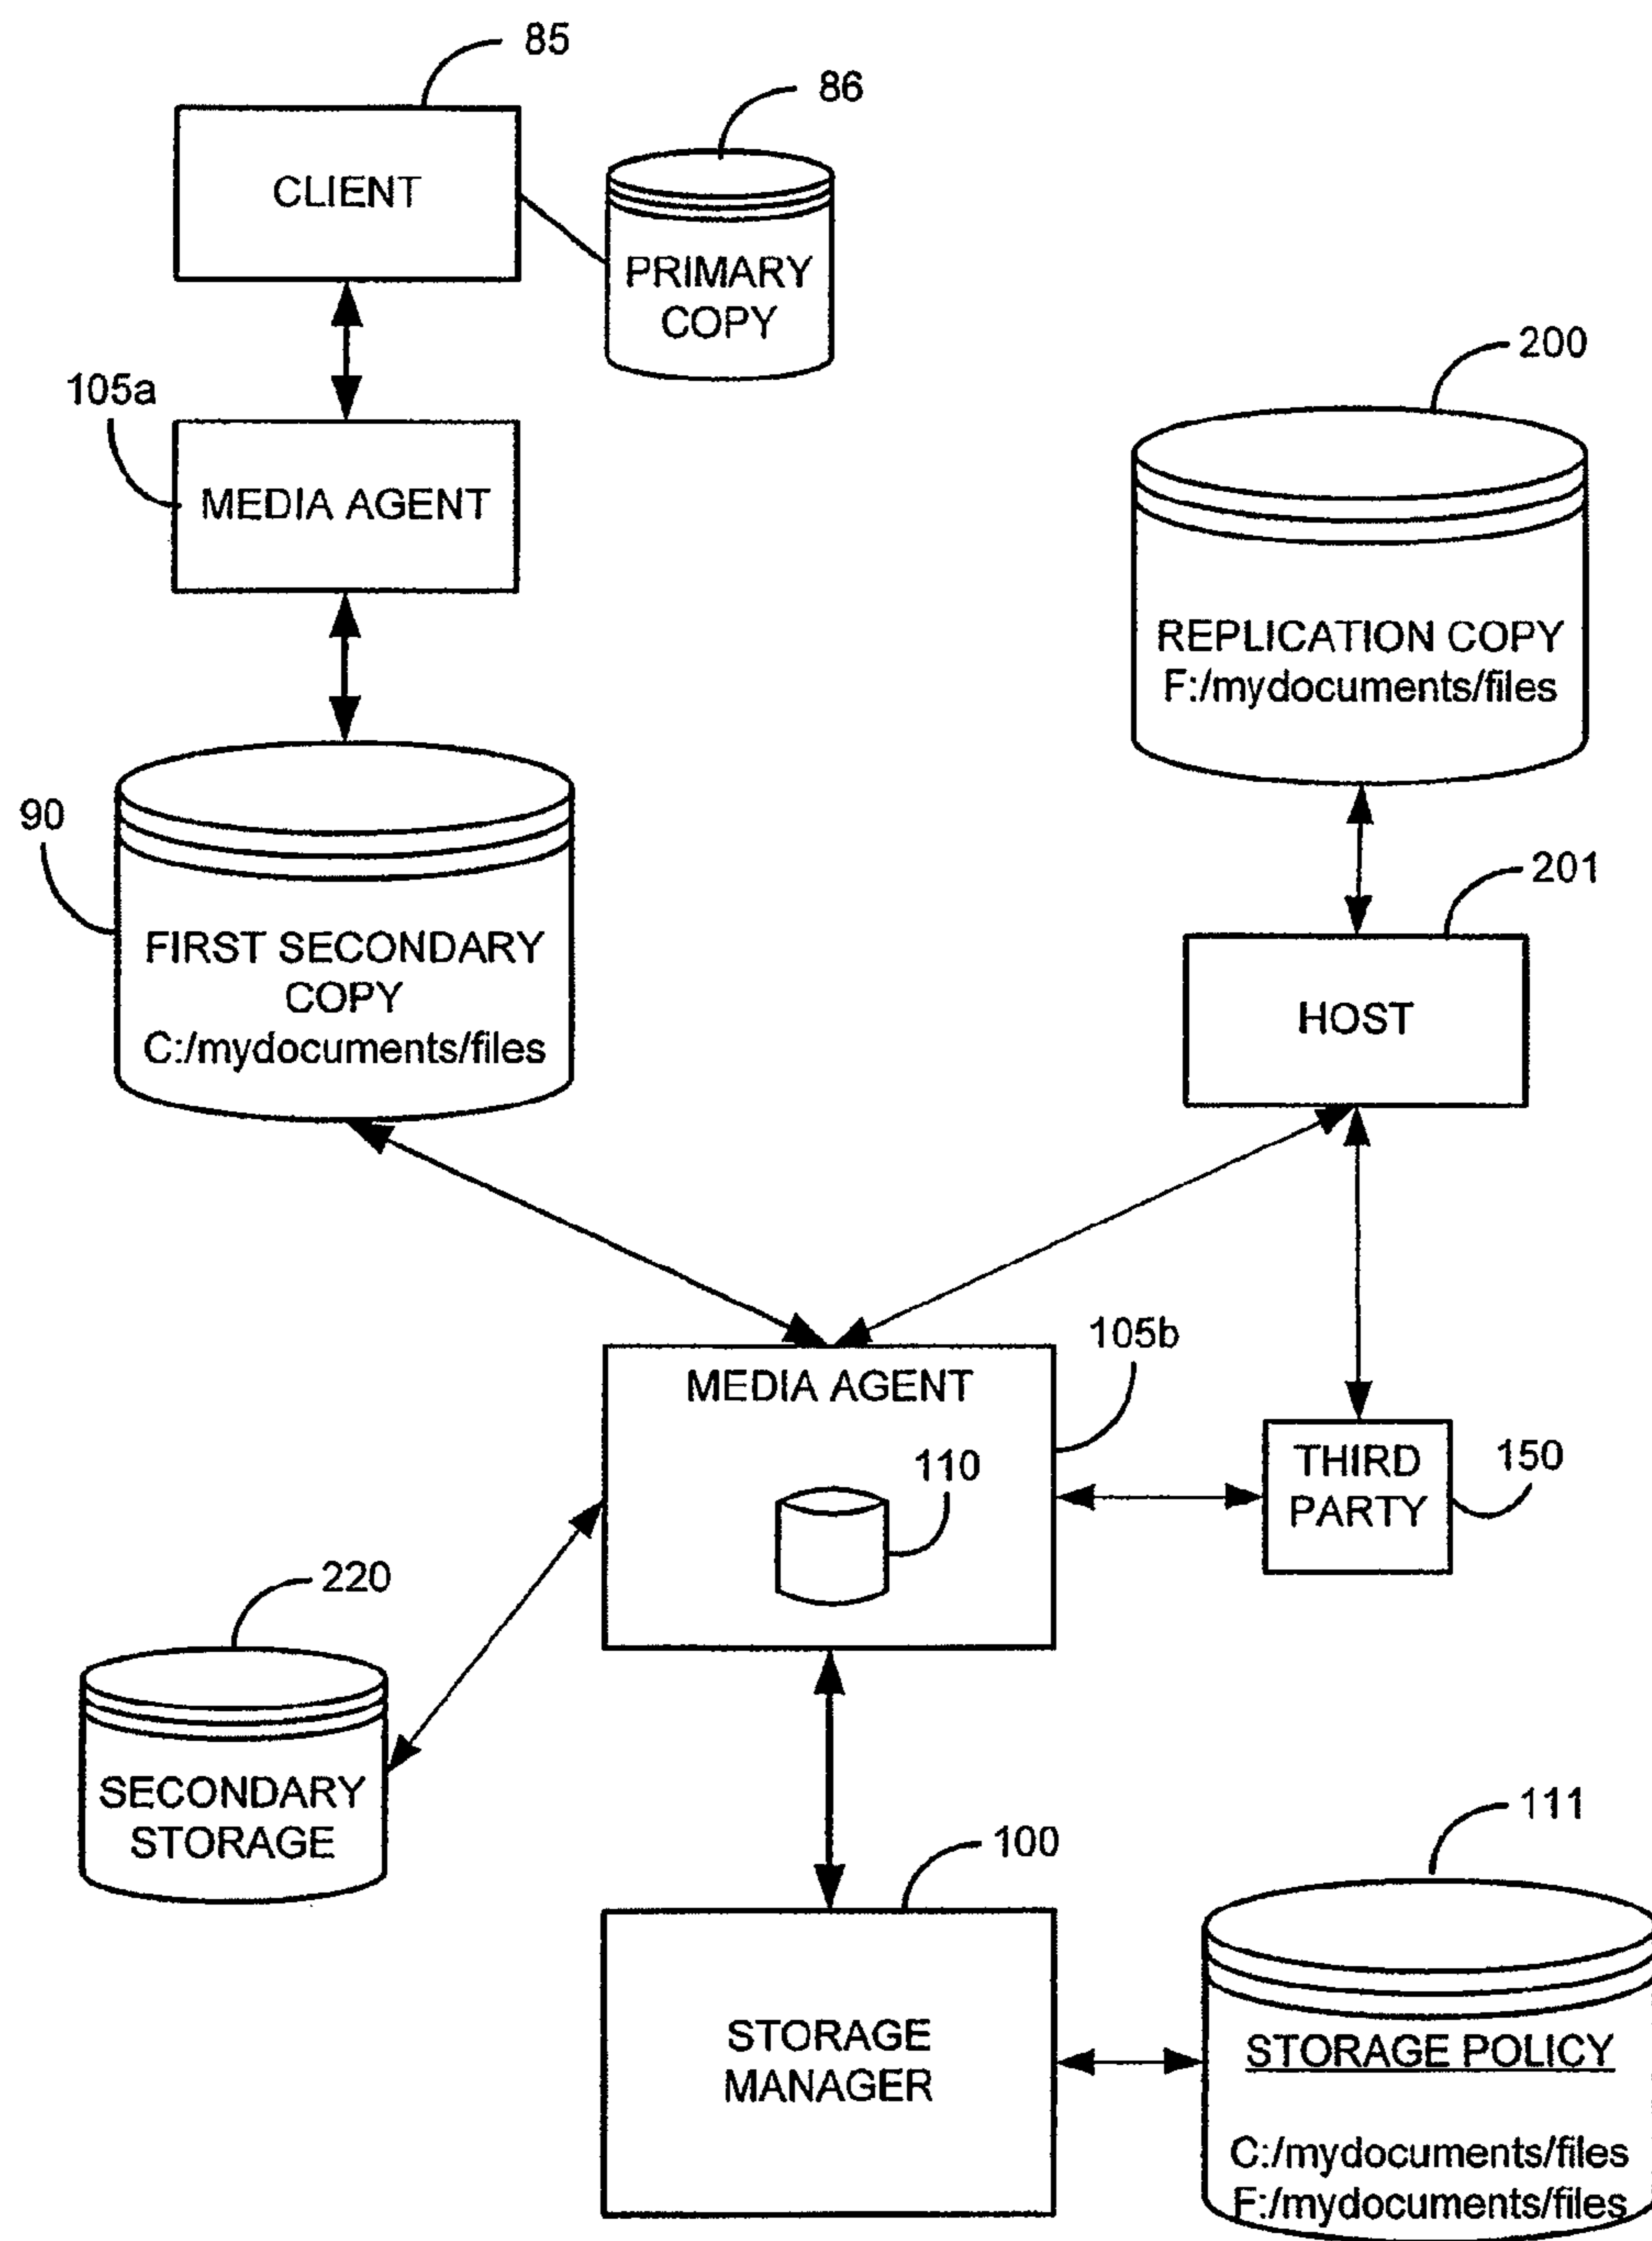 85
86
CLIENT
PRIMARY
COPY
105a
MEDIA AGENT
200
REPLICATION COPY
F:/mydocuments/files
90
FIRST SECONDARY
COPY
C:/mydocuments/files
201
HOST
105b
MEDIA AGENT
110
THIRD
PARTY
150
220
SECONDARY
STORAGE
100
STORAGE
MANAGER
111
STORAGE POLICY
C:/mydocuments/files
F:/mydocuments/files